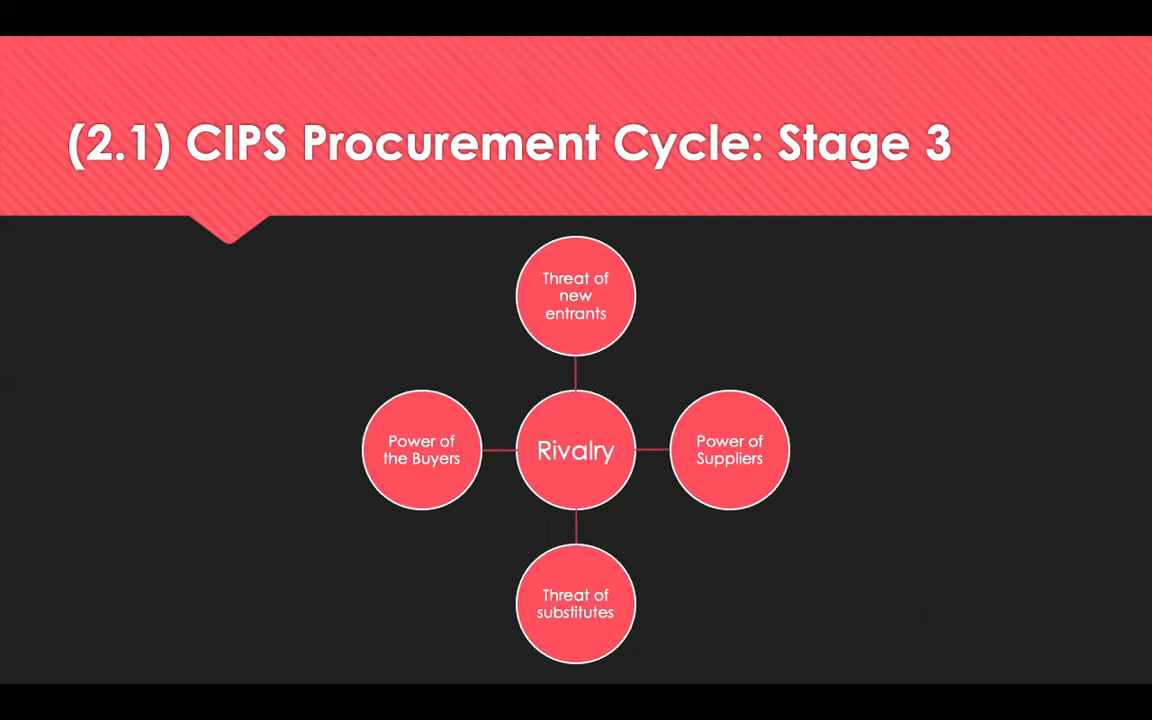 (2.1) CIPS Procurement Cycle: Stage 3
Threat of
new
entrants
Power of
the Buyers
Rivalry
Power of
Suppliers
Threat of
substitutes